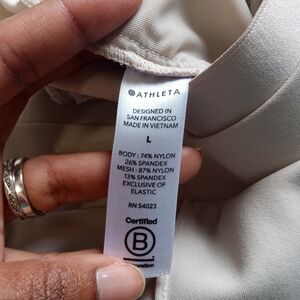 ATHLETA
DESIGNED IN
SAN FRANCISCO
MADE IN VIETNAM
L
BODY : 74% NYLON
26% SPANDEX
MESH : 87% NYLON
13% SPANDEX
EXCLUSIVE OF
ELASTIC
RN 54023
Certified
B